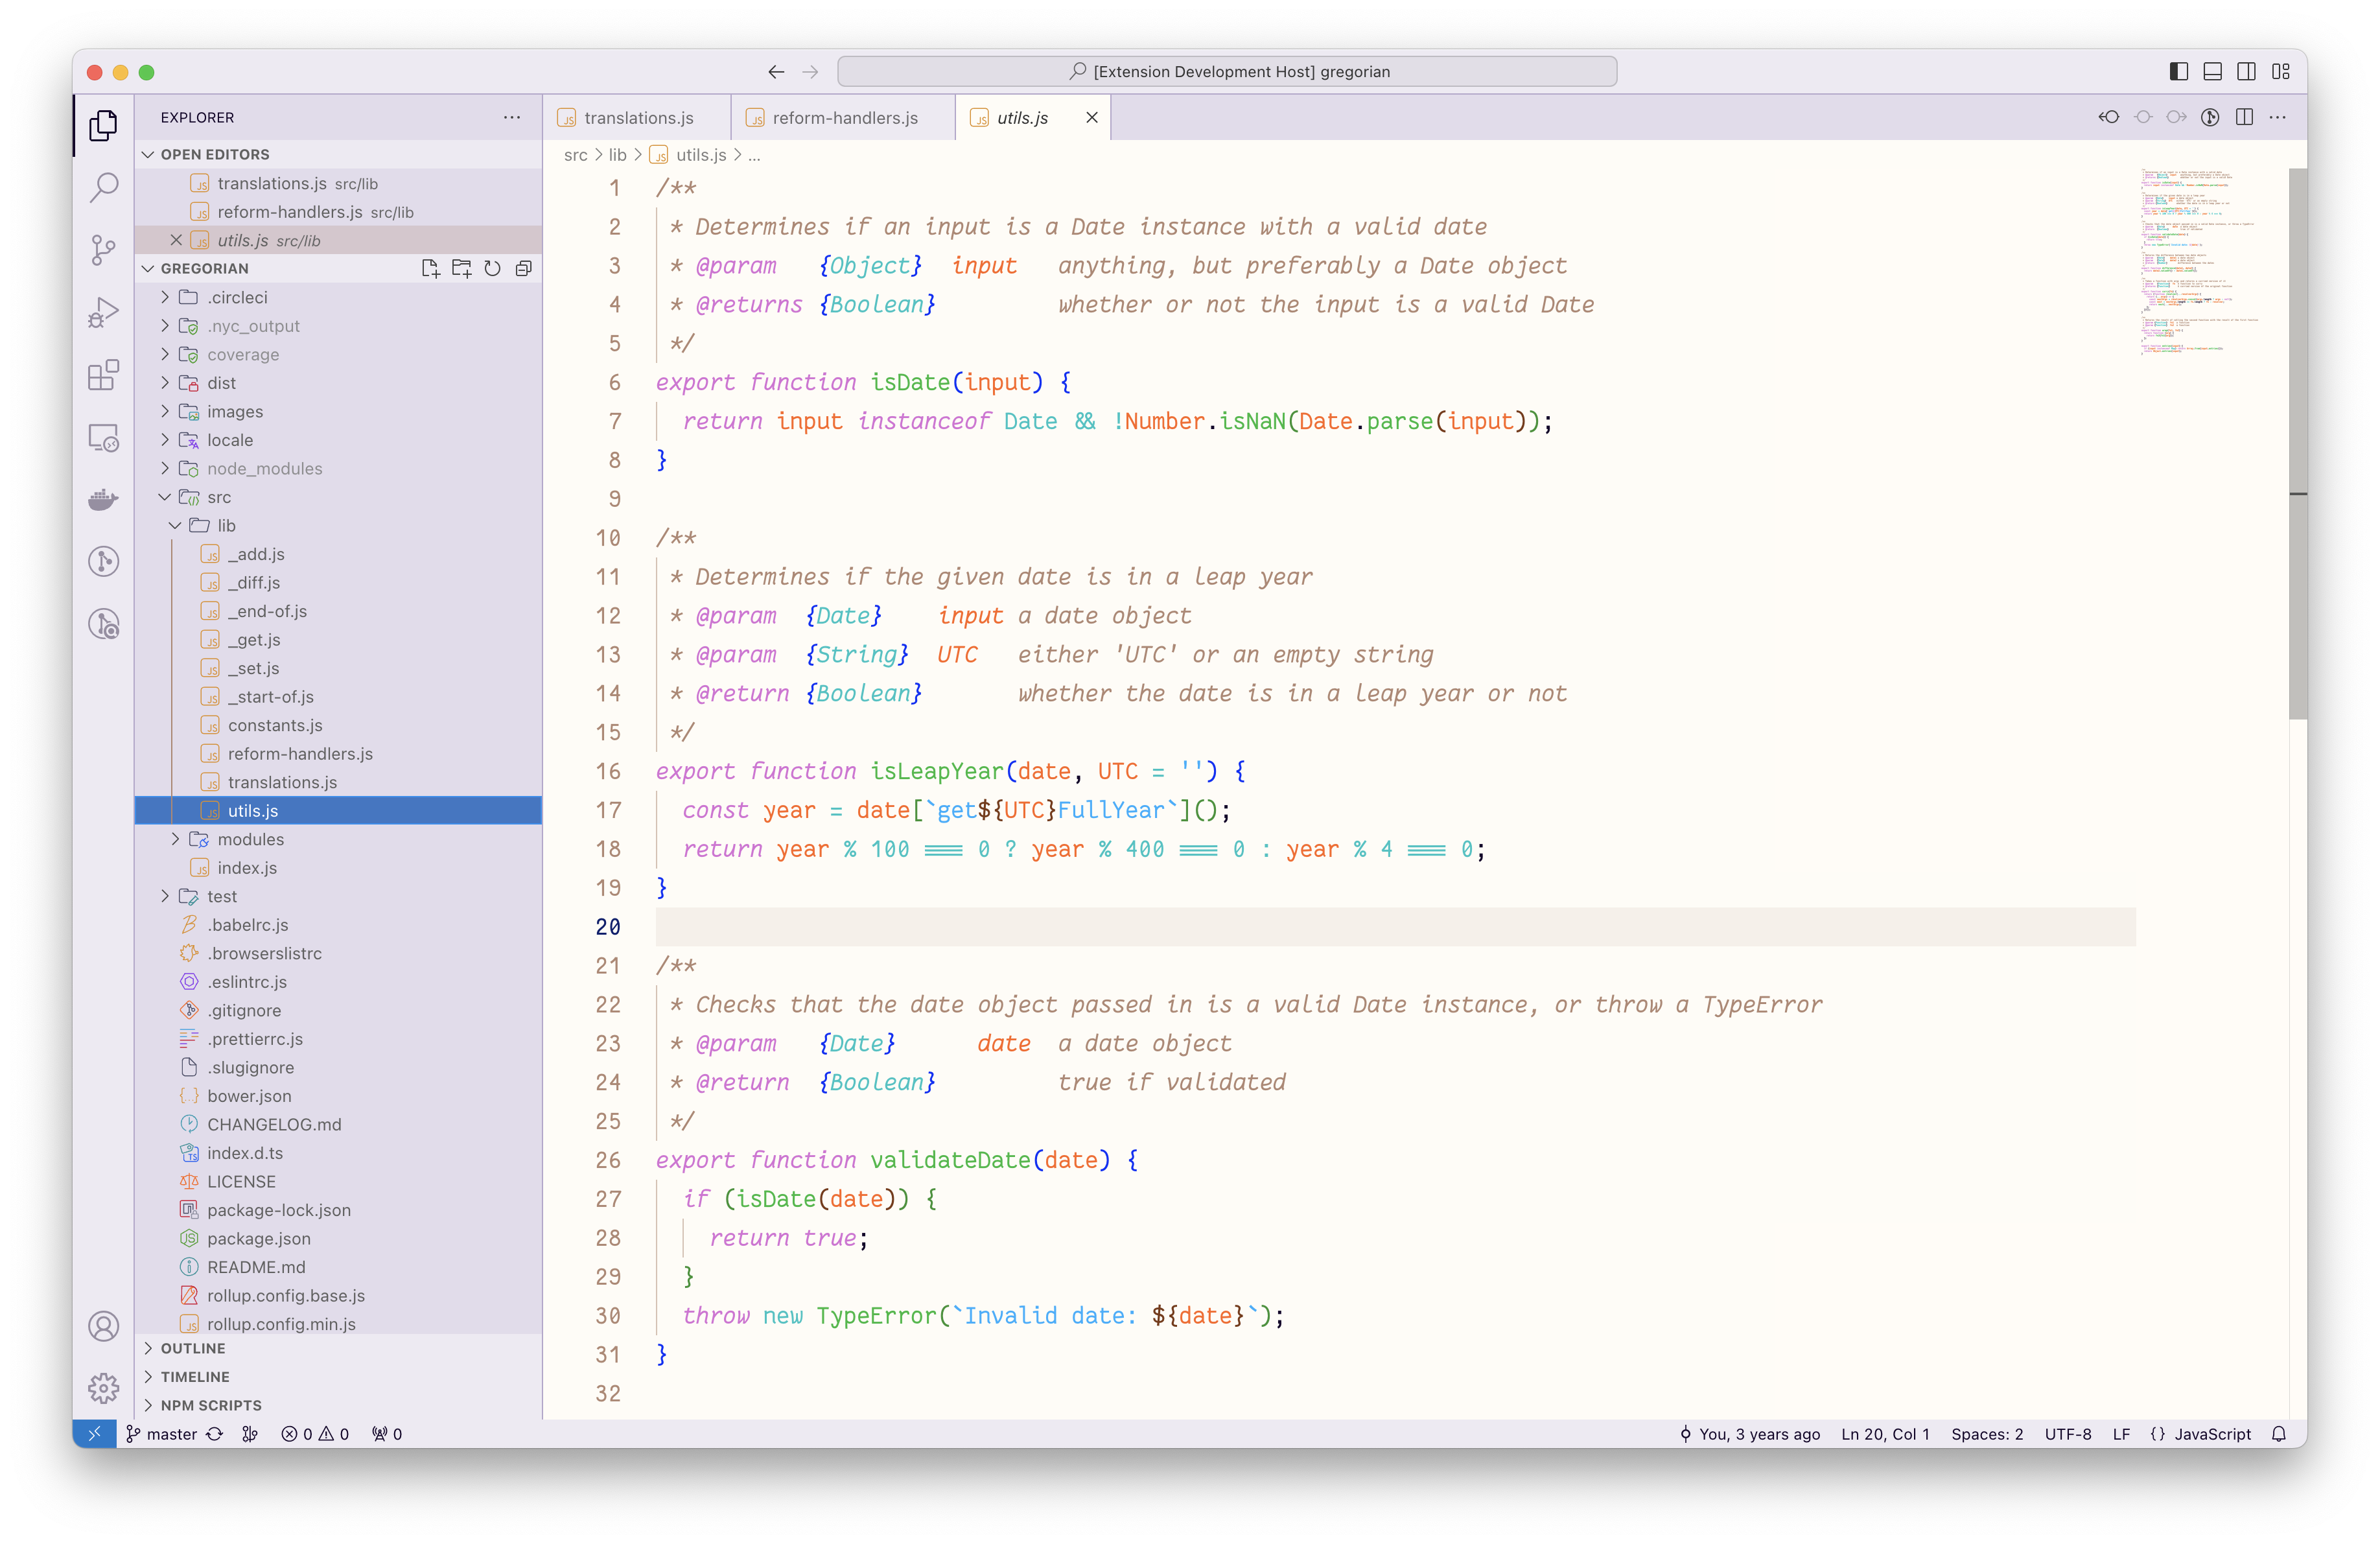 [Extension Development Host] gregorian
EXPLORER
OPEN EDITORS
translations.js src/lib
reform-handlers.js src/lib
utils.js src/lib
GREGORIAN
.circleci
.nyc_output
coverage
dist
images
locale
node_modules
src
lib
_add.js
_diff.js
_end-of.js
_get.js
_set.js
_start-of.js
constants.js
reform-handlers.js
translations.js
utils.js
modules
index.js
test
.babelrc.js
.browserslistrc
.eslintrc.js
.gitignore
.prettierrc.js
.slugignore
bower.json
CHANGELOG.md
index.d.ts
LICENSE
package-lock.json
package.json
README.md
rollup.config.base.js
rollup.config.min.js
OUTLINE
TIMELINE
NPM SCRIPTS
translations.js reform-handlers.js utils.js
src > lib > utils.js > ...
1 /**
2  * Determines if an input is a Date instance with a valid date
3  * @param   {Object}  input   anything, but preferably a Date object
4  * @returns {Boolean}         whether or not the input is a valid Date
5  */
6 export function isDate(input) {
7   return input instanceof Date && !Number.isNaN(Date.parse(input));
8 }
9
10 /**
11  * Determines if the given date is in a leap year
12  * @param  {Date}    input a date object
13  * @param  {String}  UTC   either 'UTC' or an empty string
14  * @return {Boolean}       whether the date is in a leap year or not
15  */
16 export function isLeapYear(date, UTC = '') {
17   const year = date[`get${UTC}FullYear`]();
18   return year % 100 === 0 ? year % 400 === 0 : year % 4 === 0;
19 }
20
21 /**
22  * Checks that the date object passed in is a valid Date instance, or throw a TypeError
23  * @param   {Date}      date  a date object
24  * @return  {Boolean}         true if validated
25  */
26 export function validateDate(date) {
27   if (isDate(date)) {
28     return true;
29   }
30   throw new TypeError(`Invalid date: ${date}`);
31 }
32
master 0 0 0 You, 3 years ago Ln 20, Col 1 Spaces: 2 UTF-8 LF {} JavaScript